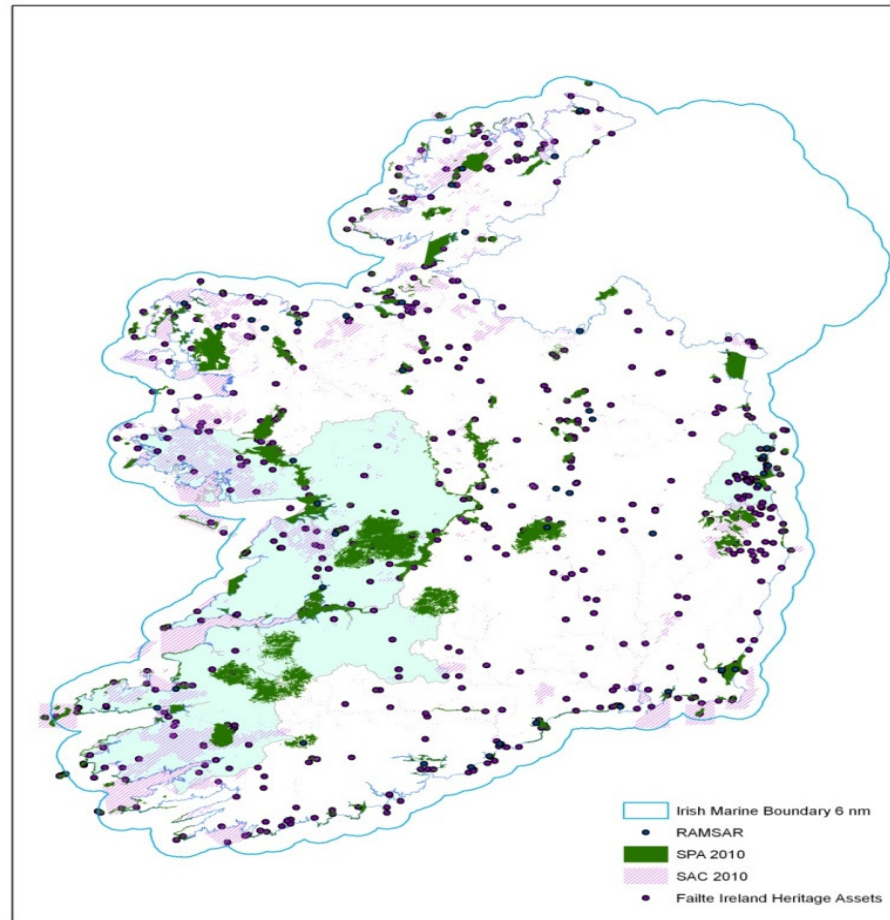 Irish Marine Boundary 6 nm
RAMSAR
SPA 2010
SAC 2010
Failte Ireland Heritage Assets